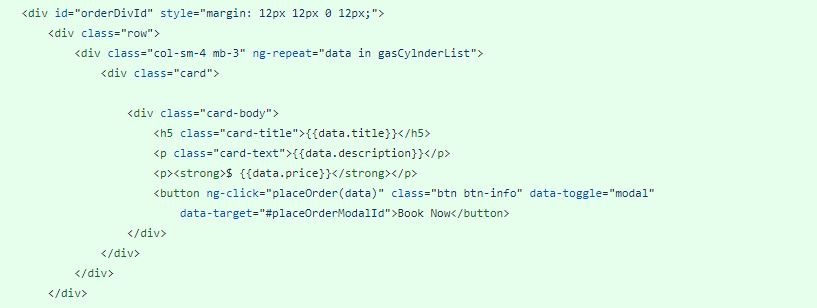 <div id="orderDivId" style="margin: 12px 12px 0 12px;">
<div class="row">
<div class="col-sm-4 mb-3" ng-repeat="data in gasCylnderList">
<div class="card">
<div class="card-body">
<h5 class="card-title">{{data.title}}</h5>
<p class="card-text">{{data.description}}</p>
<p><strong>$ {{data.price}}</strong></p>
<button ng-click="placeOrder(data)" class="btn btn-info" data-toggle="modal"
data-target="#placeOrderModalId">Book Now</button>
</div>
</div>
</div>
</div>